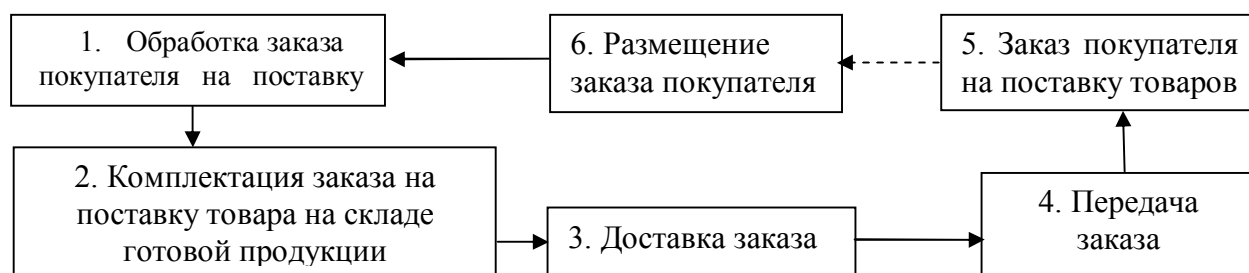 1. Обработка заказа
покупателя на поставку
6. Размещение
заказа покупателя
5. Заказ покупателя
на поставку товаров
2. Комплектация заказа на
поставку товара на складе
готовой продукции
3. Доставка заказа
4. Передача
заказа